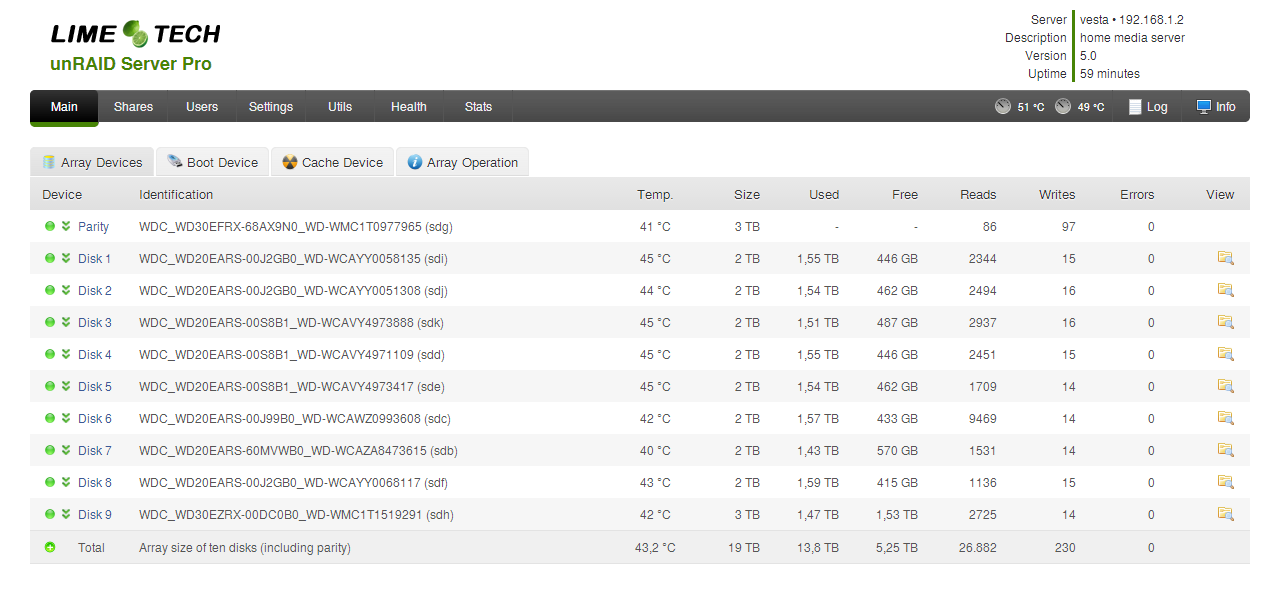 LIME TECH
unRAID Server Pro
Server vesta • 192.168.1.2
Description home media server
Version 5.0
Uptime 59 minutes
Main Shares Users Settings Utils Health Stats 51 °C 49 °C Log Info
Array Devices Boot Device Cache Device Array Operation
Device Identification Temp. Size Used Free Reads Writes Errors View
Parity WDC_WD30EFRX-68AX9N0_WD-WMC1T0977965 (sdg) 41 °C 3 TB - - 86 97 0
Disk 1 WDC_WD20EARS-00J2GB0_WD-WCAYY0058135 (sdi) 45 °C 2 TB 1,55 TB 446 GB 2344 15 0
Disk 2 WDC_WD20EARS-00J2GB0_WD-WCAYY0051308 (sdj) 44 °C 2 TB 1,54 TB 462 GB 2494 16 0
Disk 3 WDC_WD20EARS-00S8B1_WD-WCAVY4973888 (sdk) 45 °C 2 TB 1,51 TB 487 GB 2937 16 0
Disk 4 WDC_WD20EARS-00S8B1_WD-WCAVY4971109 (sdd) 45 °C 2 TB 1,55 TB 446 GB 2451 15 0
Disk 5 WDC_WD20EARS-00S8B1_WD-WCAVY4973417 (sde) 45 °C 2 TB 1,54 TB 462 GB 1709 14 0
Disk 6 WDC_WD20EARS-00J99B0_WD-WCAWZ0993608 (sdc) 42 °C 2 TB 1,57 TB 433 GB 9469 14 0
Disk 7 WDC_WD20EARS-60MVWB0_WD-WCAZA8473615 (sdb) 40 °C 2 TB 1,43 TB 570 GB 1531 14 0
Disk 8 WDC_WD20EARS-00J2GB0_WD-WCAYY0068117 (sdf) 43 °C 2 TB 1,59 TB 415 GB 1136 15 0
Disk 9 WDC_WD30EZRX-00DC0B0_WD-WMC1T1519291 (sdh) 42 °C 3 TB 1,47 TB 1,53 TB 2725 14 0
Total Array size of ten disks (including parity) 43,2 °C 19 TB 13,8 TB 5,25 TB 26.882 230 0